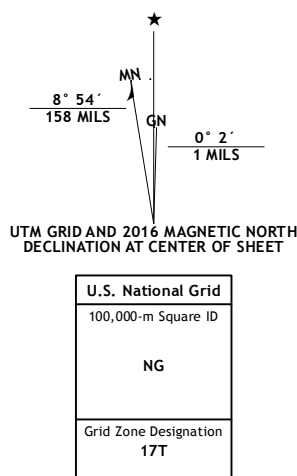 ★
MN
8° 54´
158 MILS
GN
0° 2´
1 MILS
UTM GRID AND 2016 MAGNETIC NORTH
DECLINATION AT CENTER OF SHEET
U.S. National Grid
100,000-m Square ID
NG
Grid Zone Designation
17T